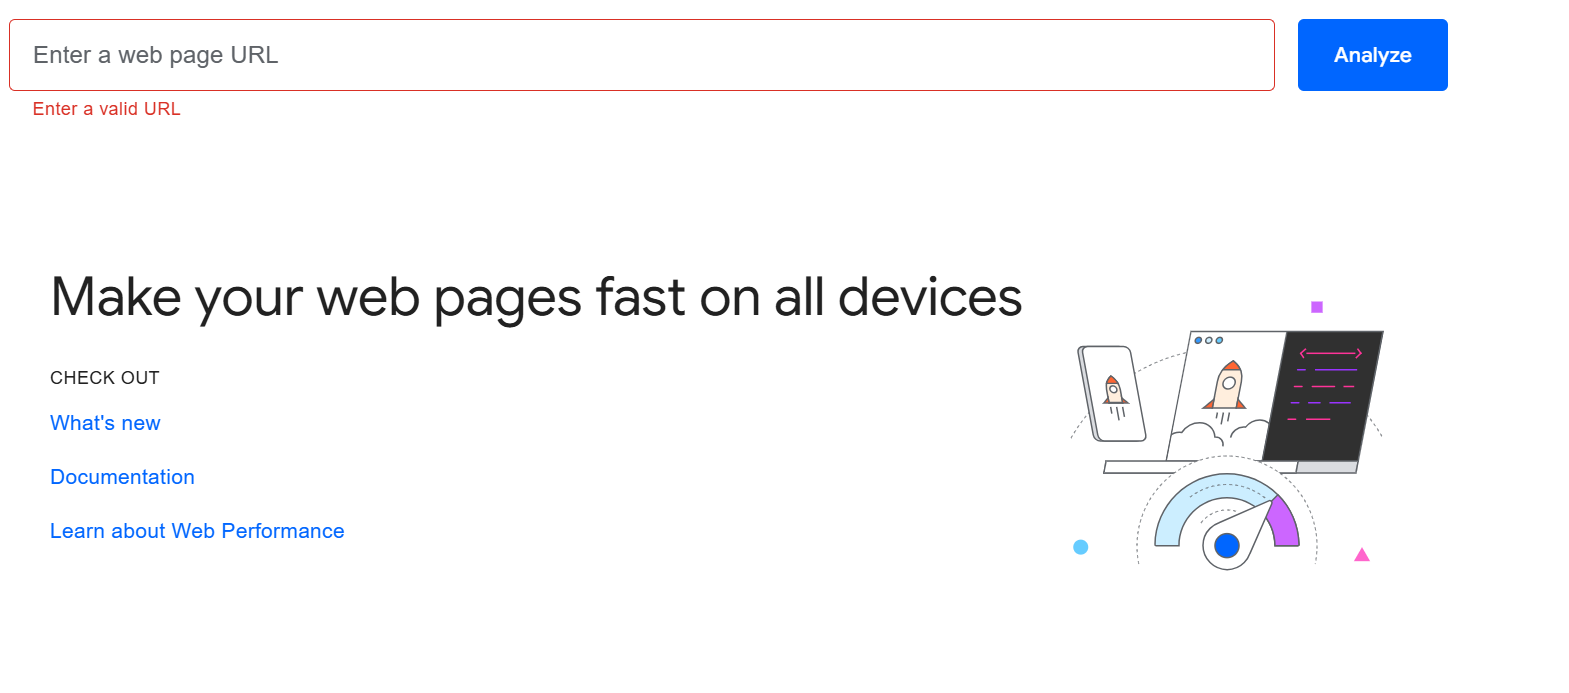 Enter a web page URL
Analyze
Enter a valid URL
Make your web pages fast on all devices
CHECK OUT
What's new
Documentation
Learn about Web Performance